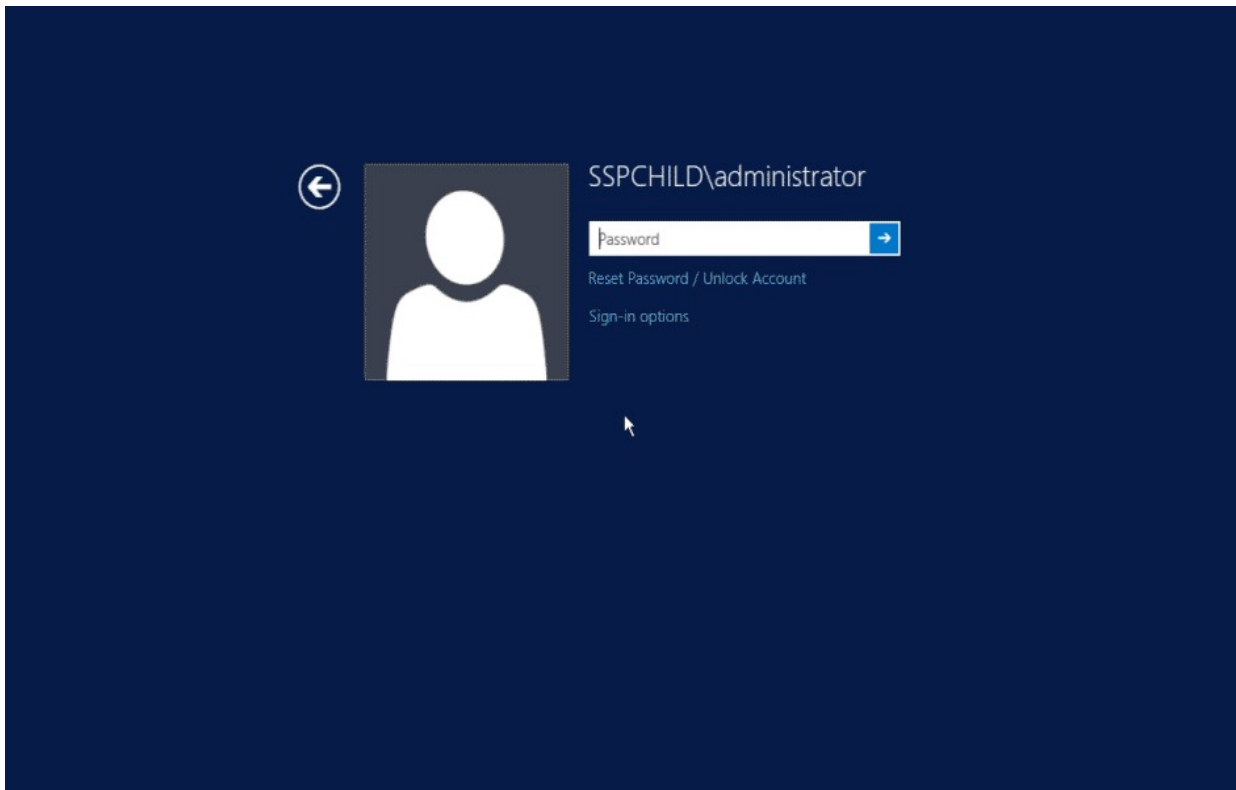 SSPCHILD\administrator
Password
Reset Password / Unlock Account
Sign-in options